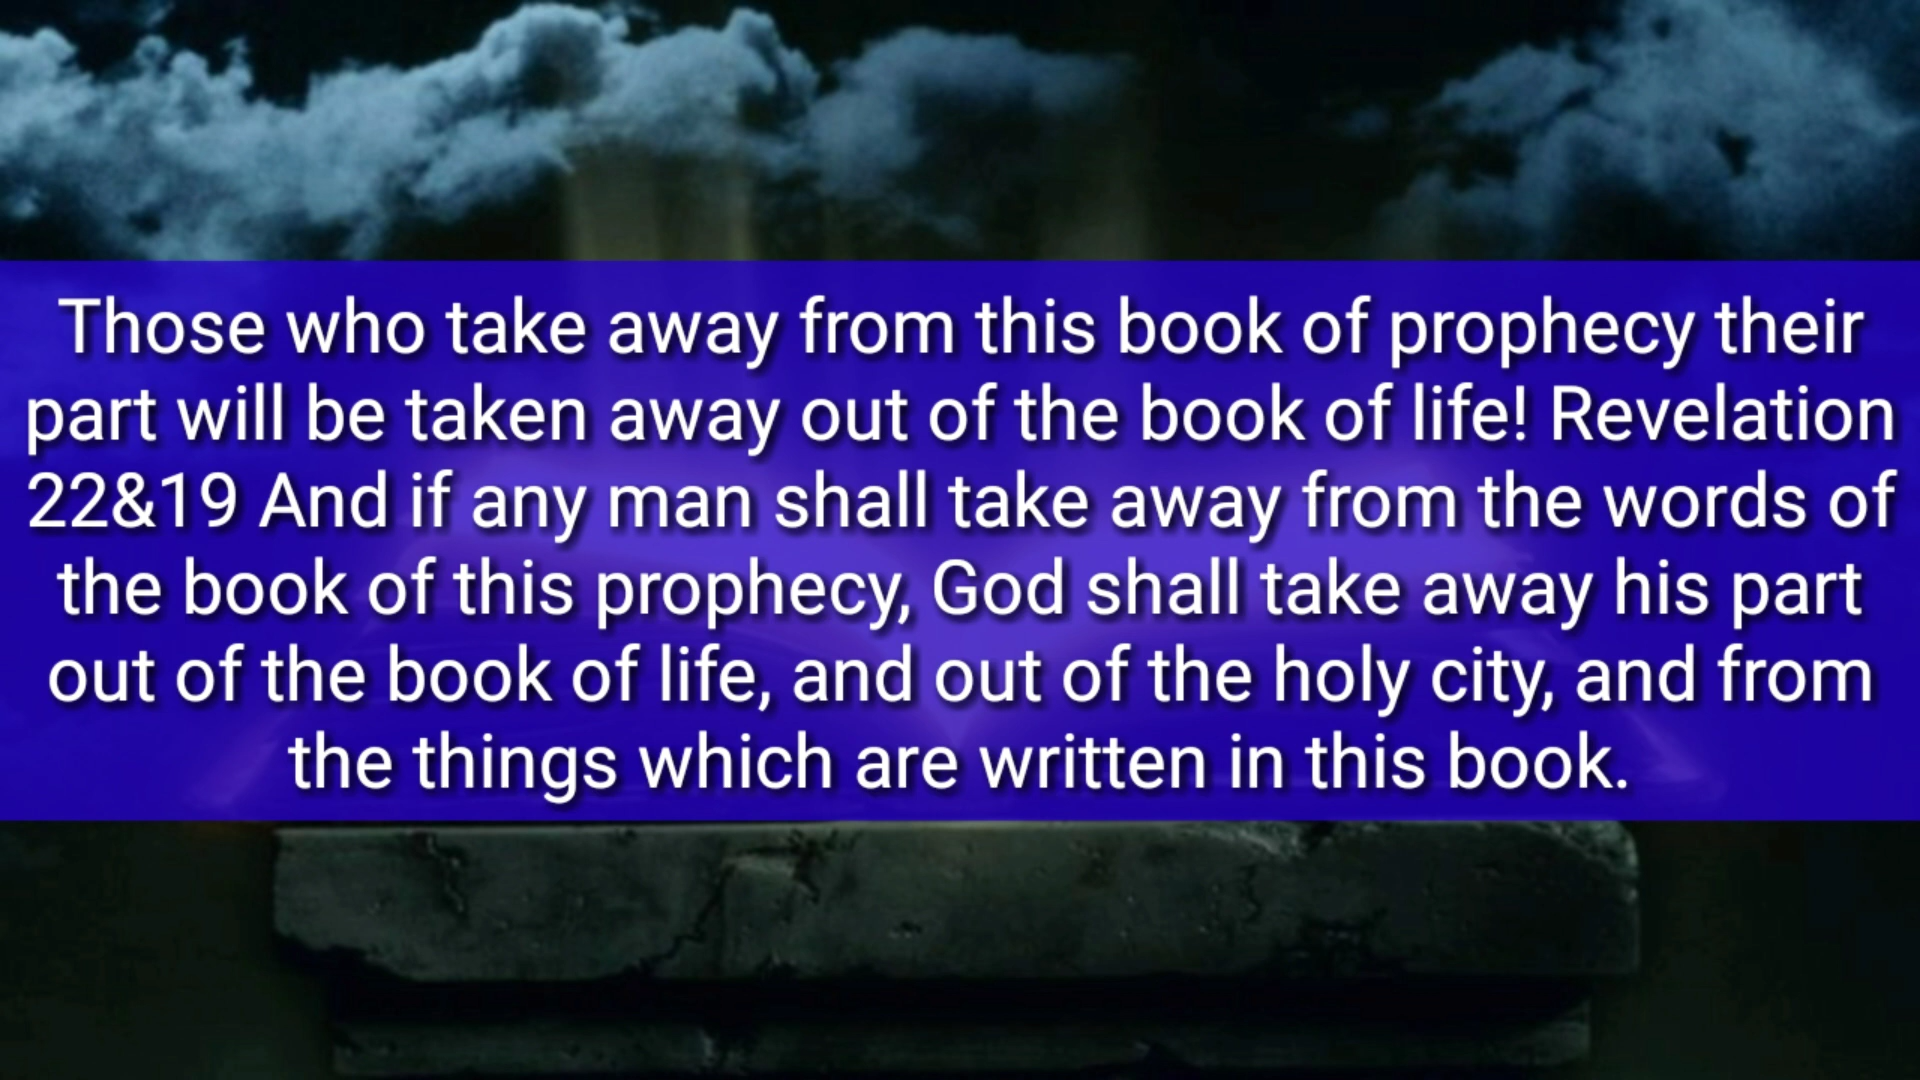 Those who take away from this book of prophecy their
part will be taken away out of the book of life! Revelation
22&19 And if any man shall take away from the words of
the book of this prophecy, God shall take away his part
out of the book of life, and out of the holy city, and from
the things which are written in this book.